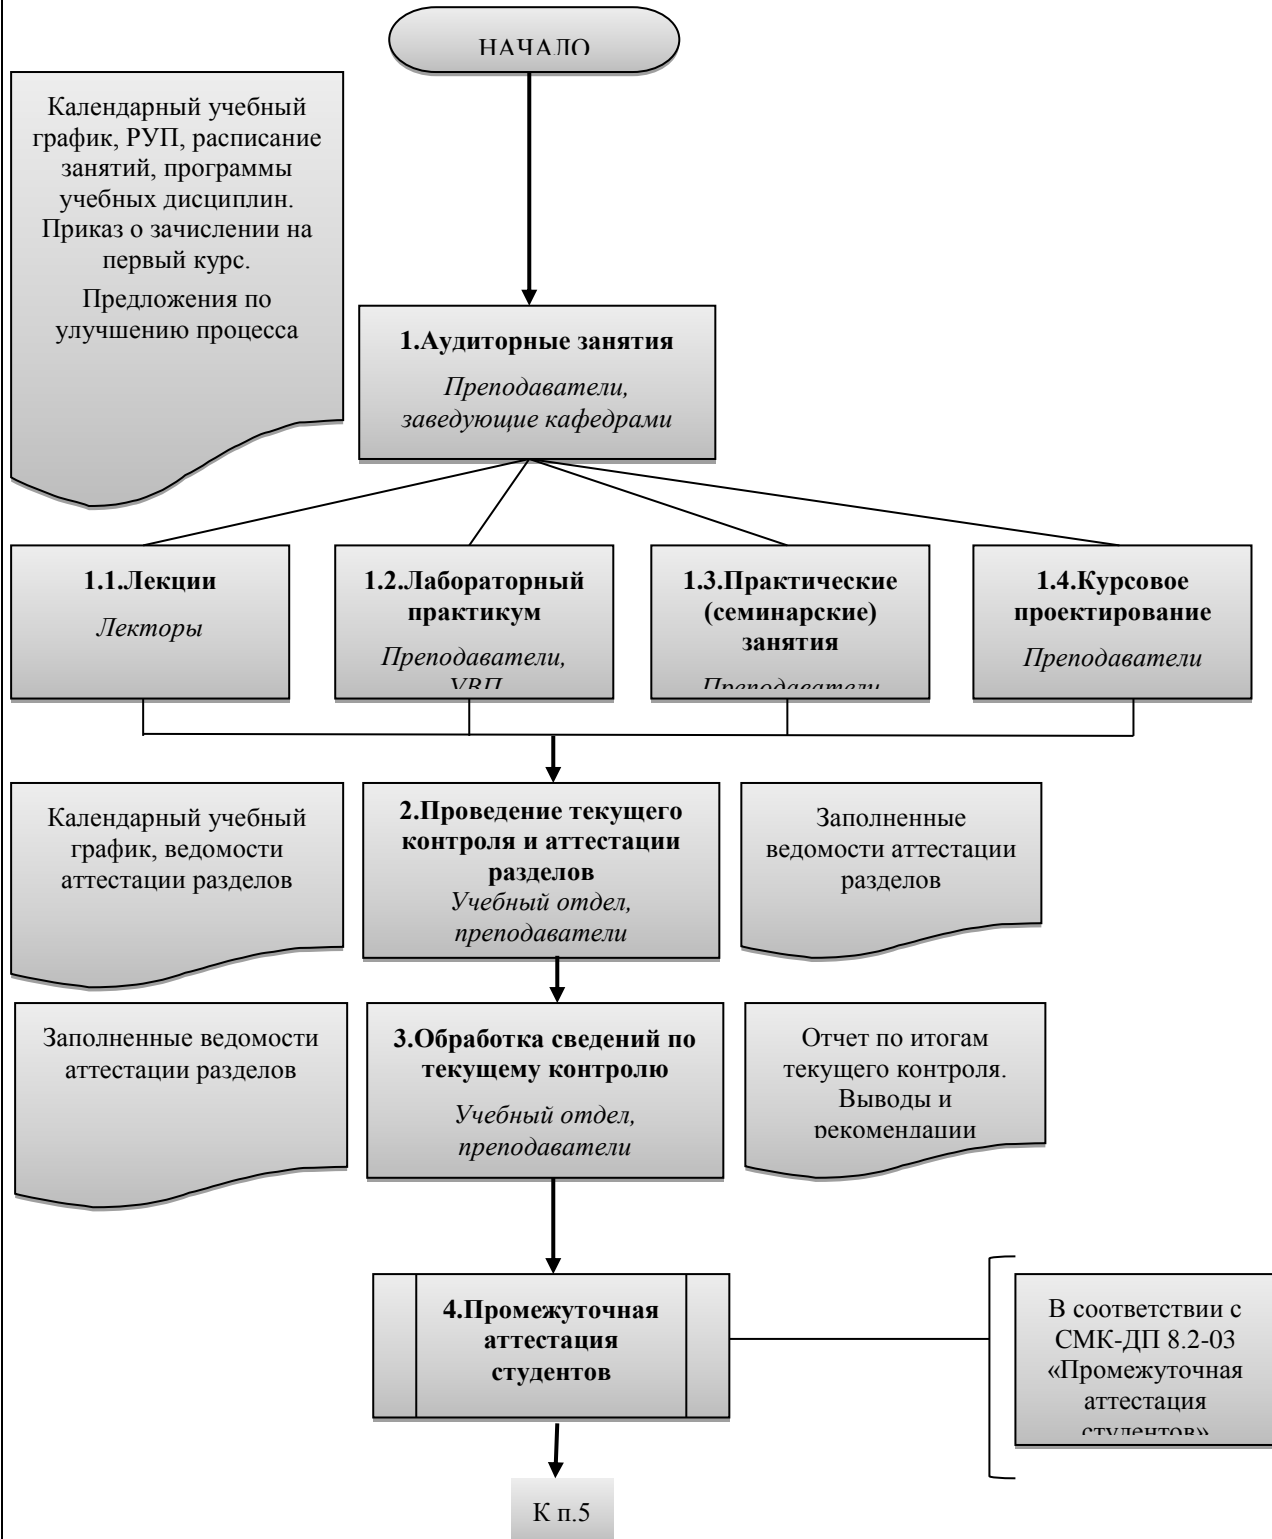 НАЧАЛО
Календарный учебный
график, РУП, расписание
занятий, программы
учебных дисциплин.
Приказ о зачислении на
первый курс.
Предложения по
улучшению процесса
1.Аудиторные занятия
Преподаватели,
заведующие кафедрами
1.1.Лекции
Лекторы
1.2.Лабораторный
практикум
Преподаватели,
УВП
1.3.Практические
(семинарские)
занятия
Преподаватели
1.4.Курсовое
проектирование
Преподаватели
Календарный учебный
график, ведомости
аттестации разделов
2.Проведение текущего
контроля и аттестации
разделов
Учебный отдел,
преподаватели
Заполненные
ведомости аттестации
разделов
Заполненные ведомости
аттестации разделов
3.Обработка сведений по
текущему контролю
Учебный отдел,
преподаватели
Отчет по итогам
текущего контроля.
Выводы и
рекомендации
4.Промежуточная
аттестация
студентов
В соответствии с
СМК-ДП 8.2-03
«Промежуточная
аттестация
студентов»
К п.5